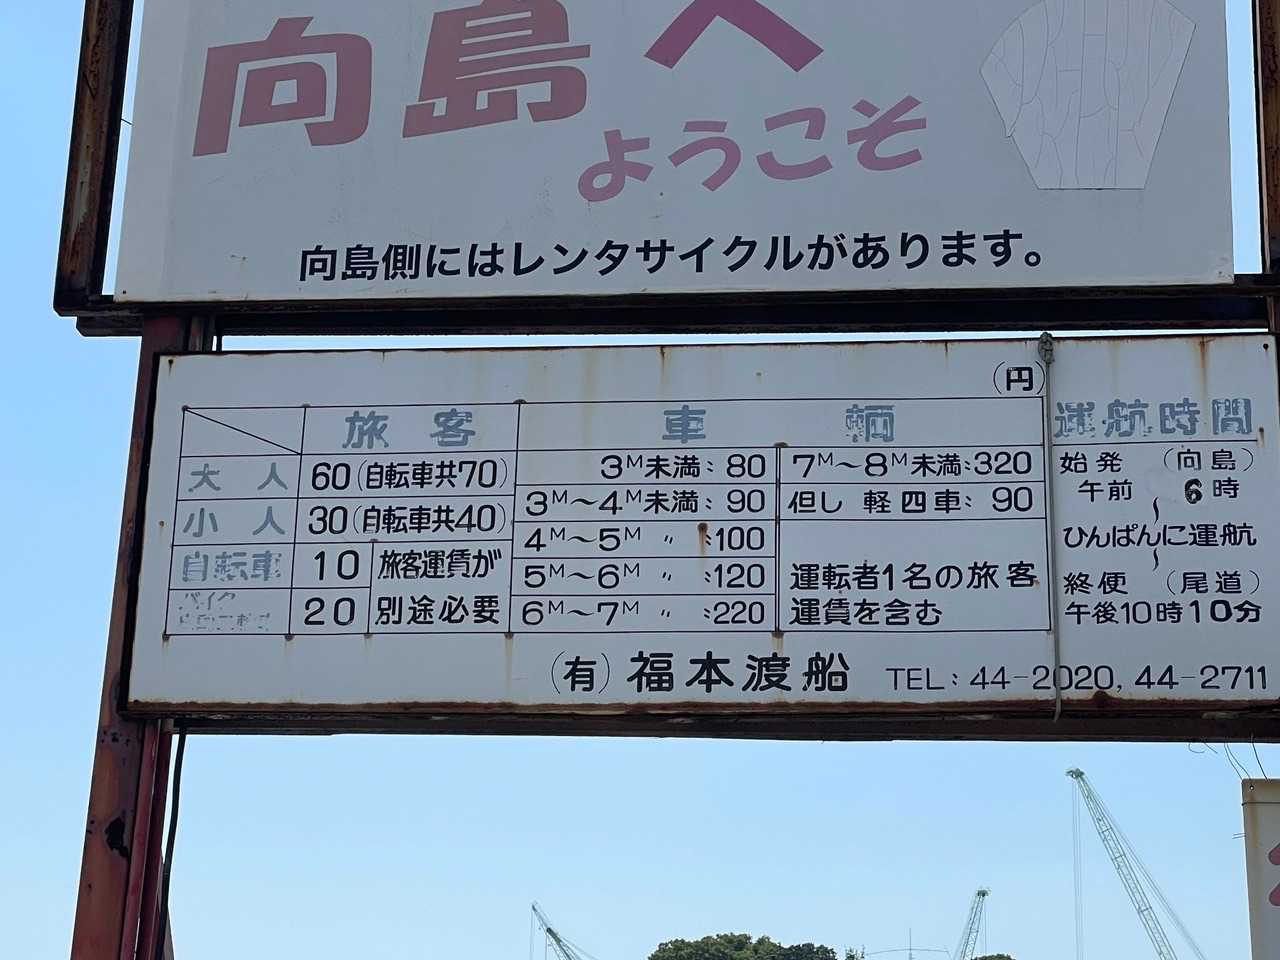 向島へ
ようこそ
向島側にはレンタサイクルがあります。
(円)
旅客 車輌 運航時間
大人 60(自転車共70) 3M未満:80 7M〜8M未満:320
小人 30(自転車共40) 3M〜4M未満:90 但し 軽四車:90
自転車 10 旅客運賃が別途必要 4M〜5M 〃 :100
バイク 20 5M〜6M 〃 :120
6M〜7M 〃 :220
運転者1名の旅客
運賃を含む
始発(向島)
午前 6時
〜
ひんぱんに運航
〜
終便(尾道)
午後10時10分
(有)福本渡船 TEL:44-2020,44-2711